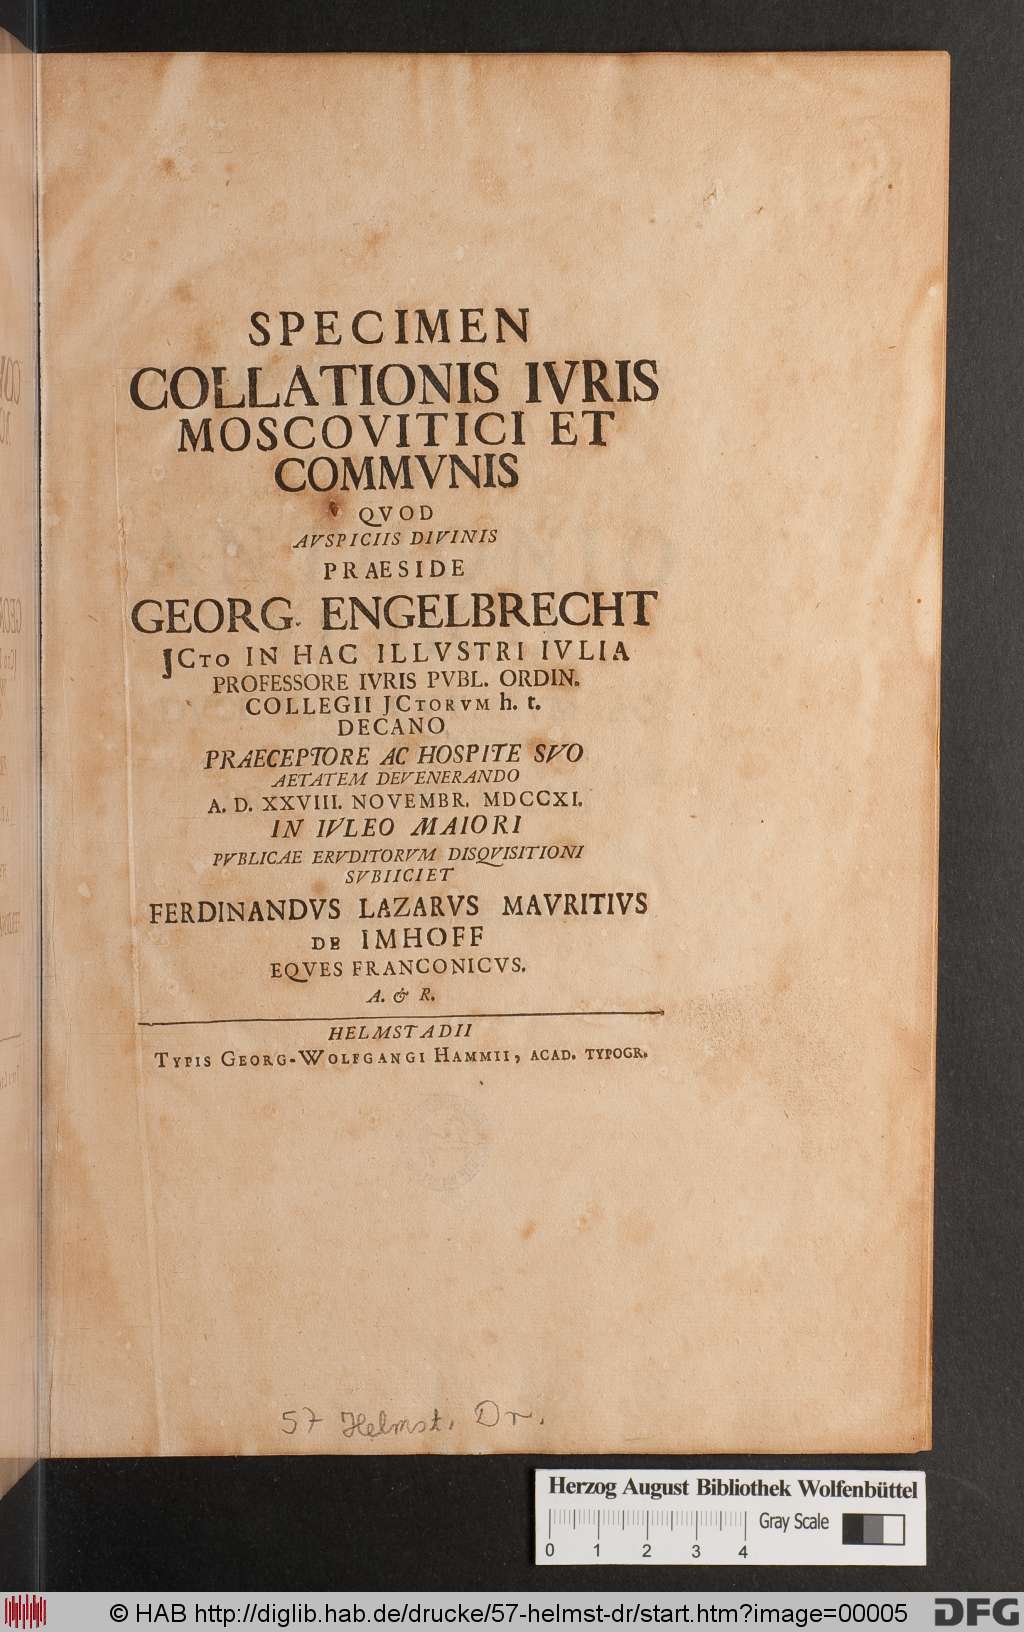 SPECIMEN
COLLATIONIS IVRIS
MOSCOVITICI ET
COMMVNIS
QVOD
AVSPICIIS DIVINIS
PRAESIDE
GEORG. ENGELBRECHT
JCTO IN HAC ILLVSTRI IVLIA
PROFESSORE IVRIS PVBL. ORDIN.
COLLEGII JCTORVM h. t.
DECANO
PRAECEPTORE AC HOSPITE SVO
AETATEM DEVENERANDO
A. D. XXVIII. NOVEMBR. MDCCXI.
IN IVLEO MAIORI
PVBLICAE ERVDITORVM DISQVISITIONI
SVBIICIET
FERDINANDVS LAZARVS MAVRITIVS
DE IMHOFF
EQVES FRANCONICVS.
A. & R.
HELMSTADII
TYPIS GEORG-WOLFGANGI HAMMII, ACAD. TYPOGR.
57 Helmst. Dr.
Herzog August Bibliothek Wolfenbüttel
Gray Scale
0 1 2 3 4
© HAB http://diglib.hab.de/drucke/57-helmst-dr/start.htm?image=00005
DFG